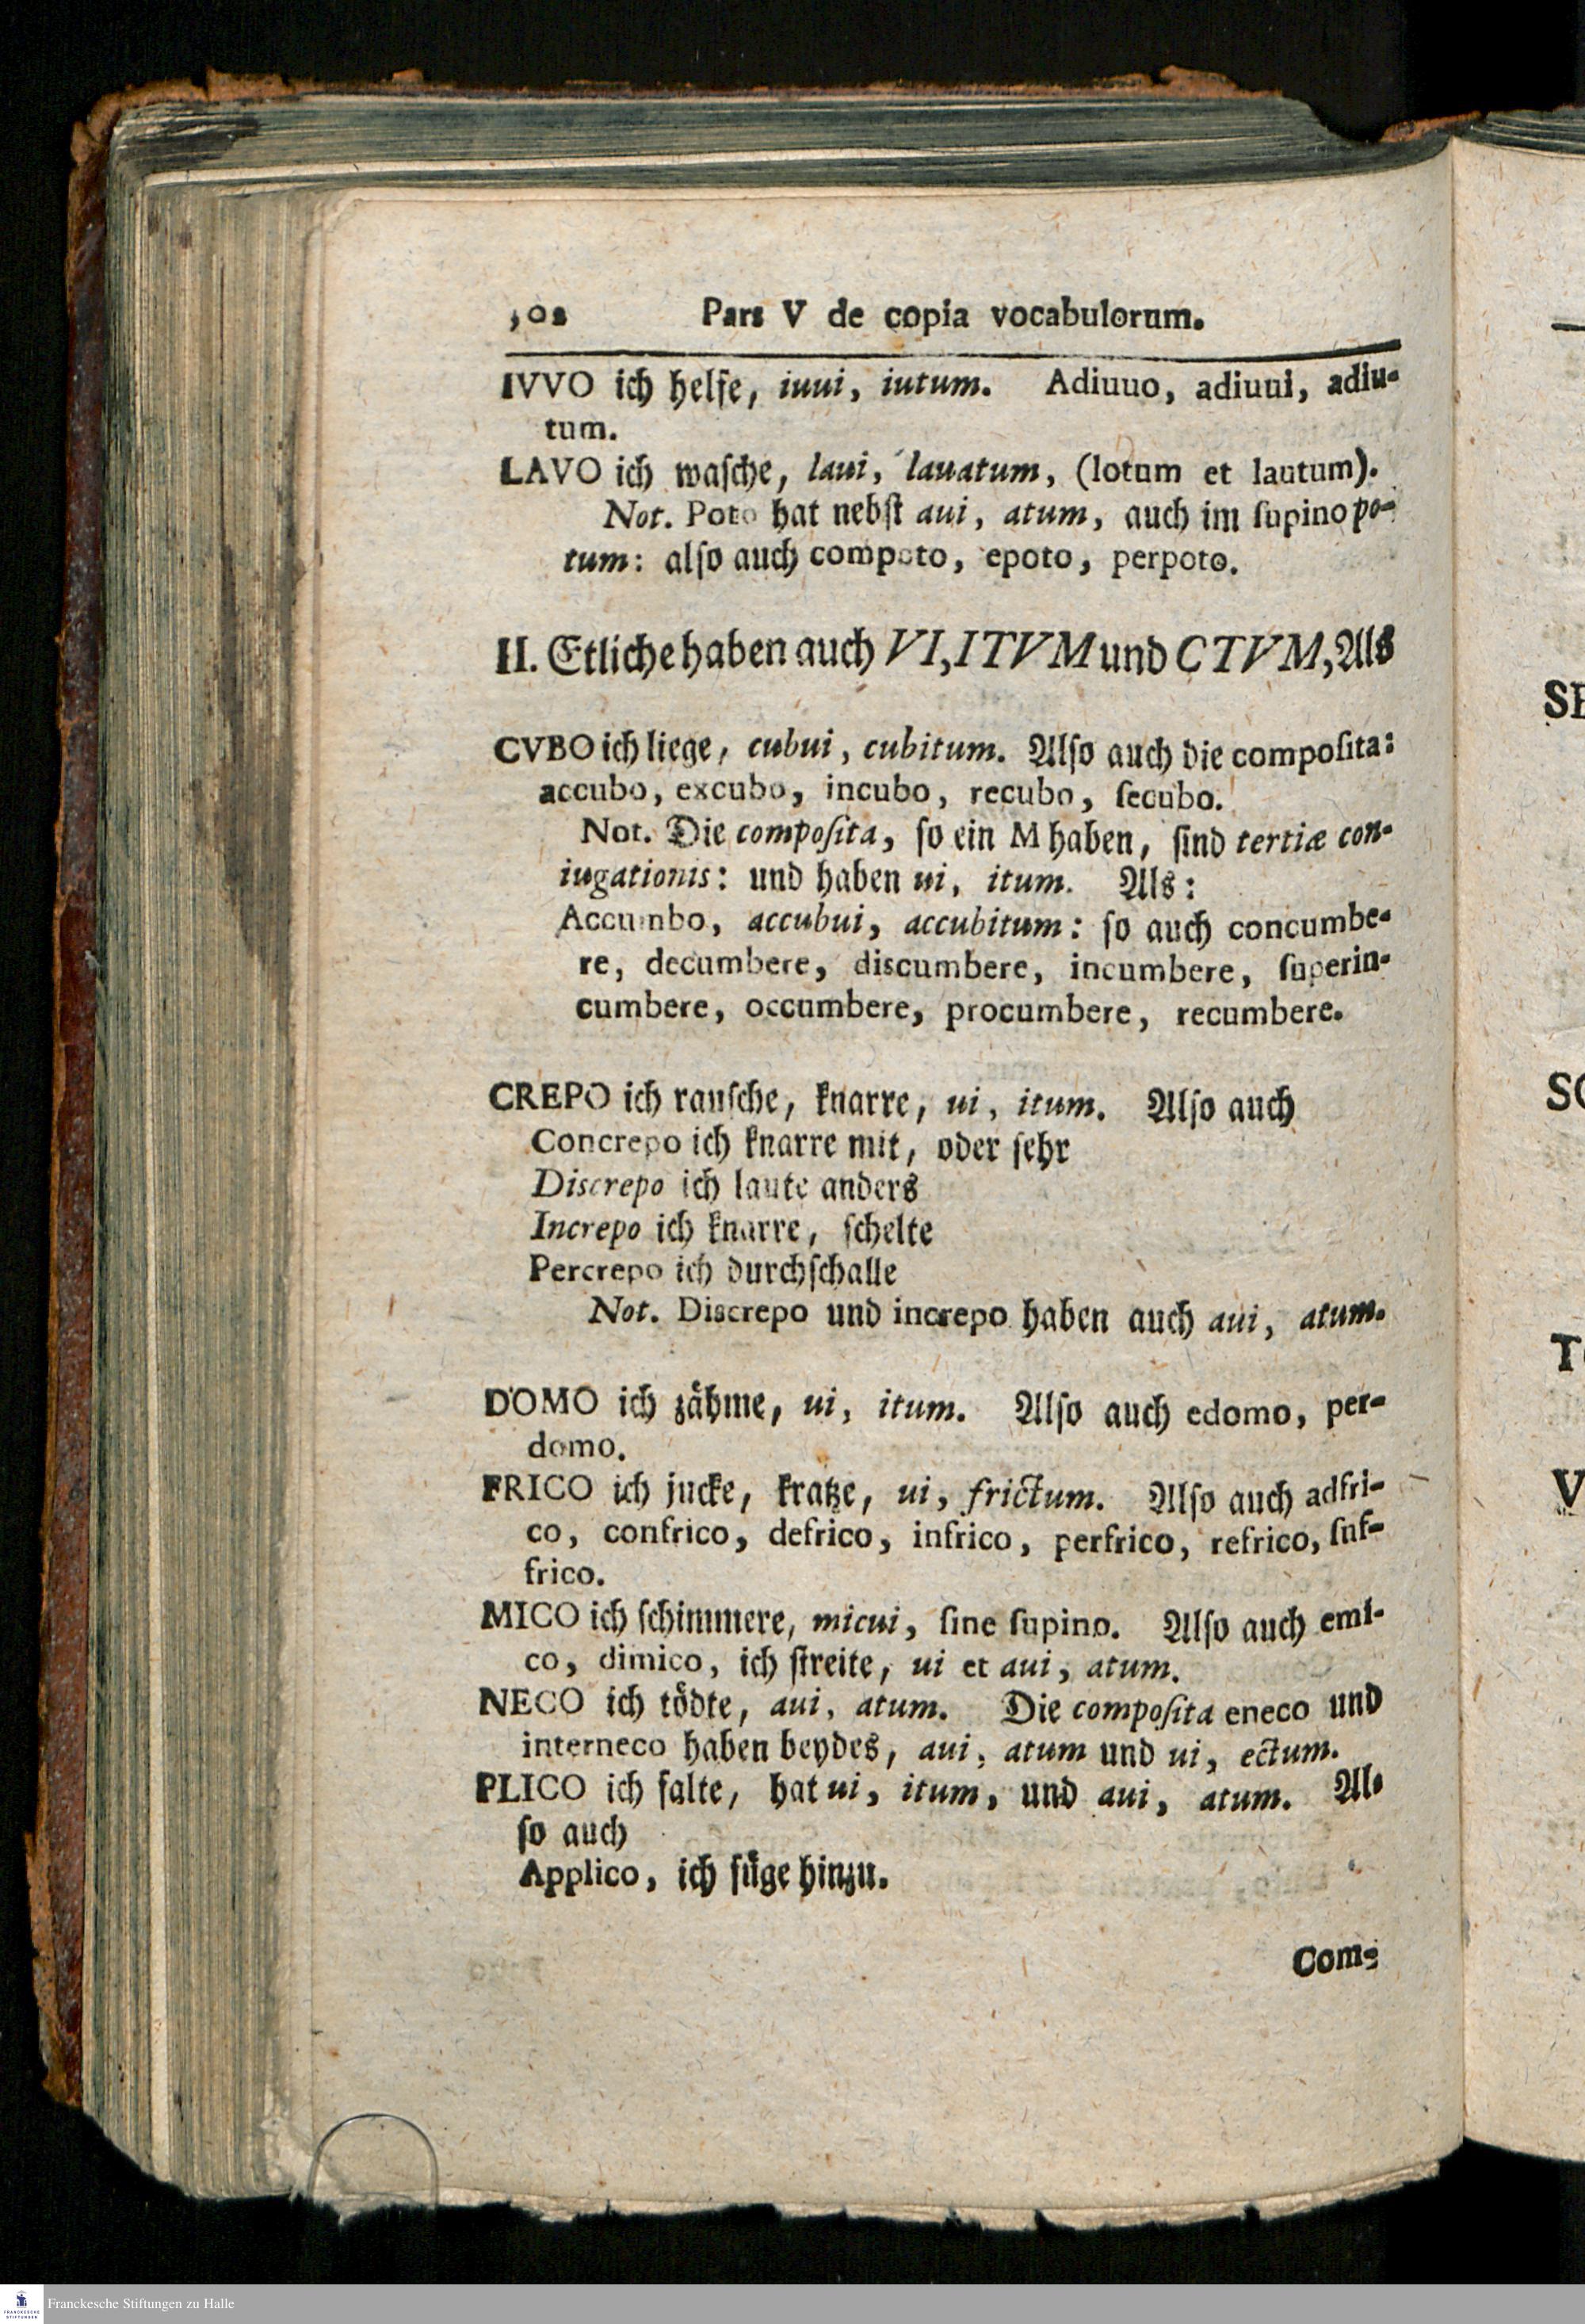 Pars V de copia vocabulorum.
IVVO ich helfe, iuui, iutum. Adiuuo, adiuui, adiu-
tum.
LAVO ich waſche, laui, lauatum, (lotum et lautum).
Not. Poto hat nebſt aui, atum, auch im ſupino po-
tum: alſo auch compoto, epoto, perpoto.
II. Etliche haben auch VI, ITVM und CTVM, Als
CVBO ich liege, cubui, cubitum. Alſo auch die compoſita:
accubo, excubo, incubo, recubo, ſecubo.
Not. Die compoſita, ſo ein M haben, ſind tertiæ con-
iugationis: und haben ui, itum. Als:
Accumbo, accubui, accubitum: ſo auch concumbe-
re, decumbere, discumbere, incumbere, ſuperin-
cumbere, occumbere, procumbere, recumbere.
CREPO ich rauſche, knarre, ui, itum. Alſo auch
Concrepo ich knarre mit, oder ſehr
Discrepo ich laute anders
Increpo ich knarre, ſchelte
Percrepo ich durchſchalle
Not. Discrepo und increpo haben auch aui, atum.
DOMO ich zähme, ui, itum. Alſo auch edomo, per-
domo.
FRICO ich jucke, kratze, ui, frictum. Alſo auch adfri-
co, confrico, defrico, infrico, perfrico, refrico, ſuf-
frico.
MICO ich ſchimmere, micui, ſine ſupino. Alſo auch emi-
co, dimico, ich ſtreite, ui et aui, atum.
NECO ich tödte, aui, atum. Die compoſita eneco und
interneco haben beydes, aui, atum und ui, ectum.
PLICO ich falte, hat ui, itum, und aui, atum. Al-
ſo auch
Applico, ich füge hinzu.
Com-
SE
SO
TO
V
FRANCKESCHE
STIFTUNGEN
Franckesche Stiftungen zu Halle